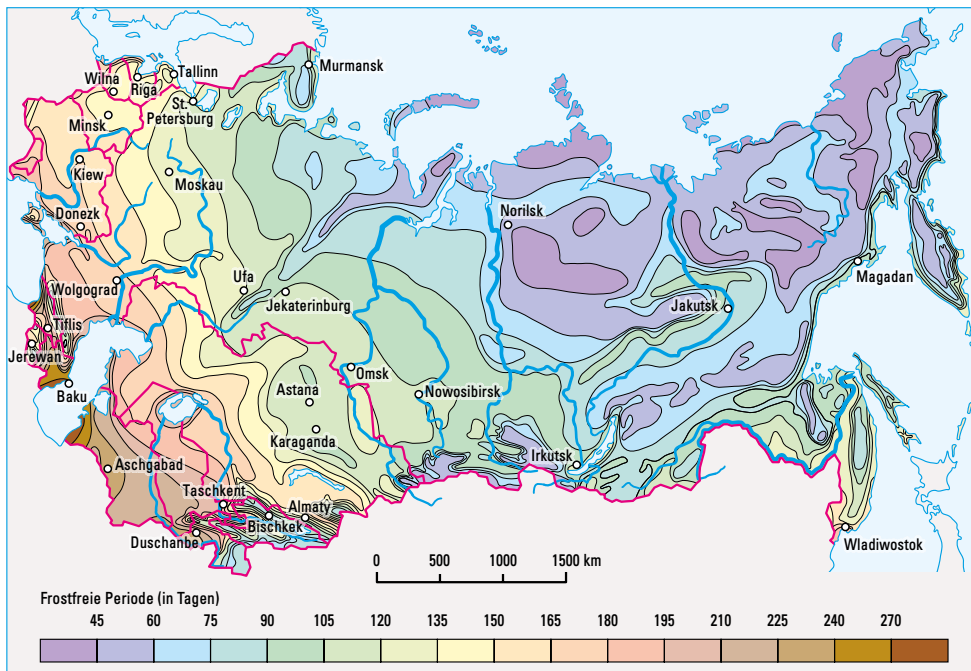 Murmansk
Tallinn
Wilna
Riga
St.
Petersburg
Minsk
Kiew
Moskau
Donezk
Norilsk
Wolgograd
Ufa
Jekaterinburg
Magadan
Jakutsk
Tiflis
Jerewan
Omsk
Baku
Astana
Nowosibirsk
Karaganda
Aschgabad
Irkutsk
Taschkent
Almaty
Bischkek
Duschanbe
Wladiwostok
0 500 1000 1500 km
Frostfreie Periode (in Tagen)
45 60 75 90 105 120 135 150 165 180 195 210 225 240 270